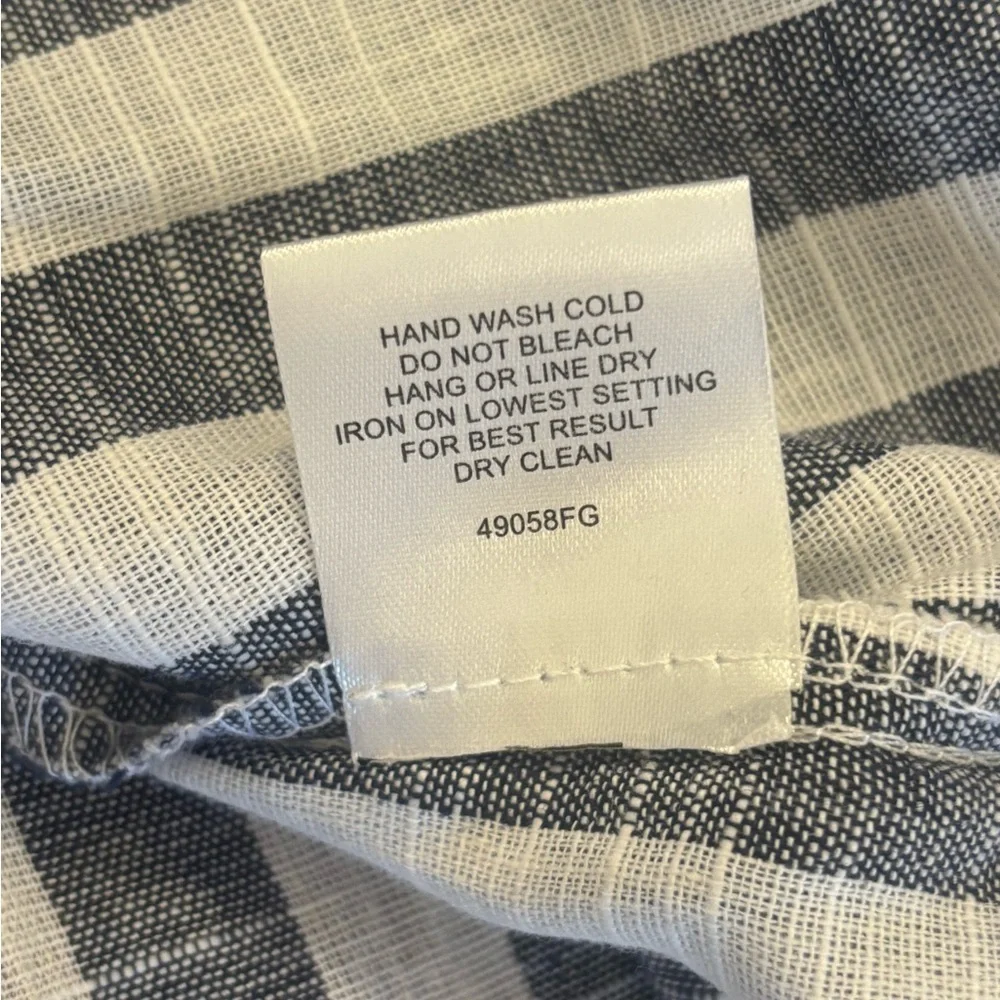 HAND WASH COLD
DO NOT BLEACH
HANG OR LINE DRY
IRON ON LOWEST SETTING
FOR BEST RESULT
DRY CLEAN
49058FG